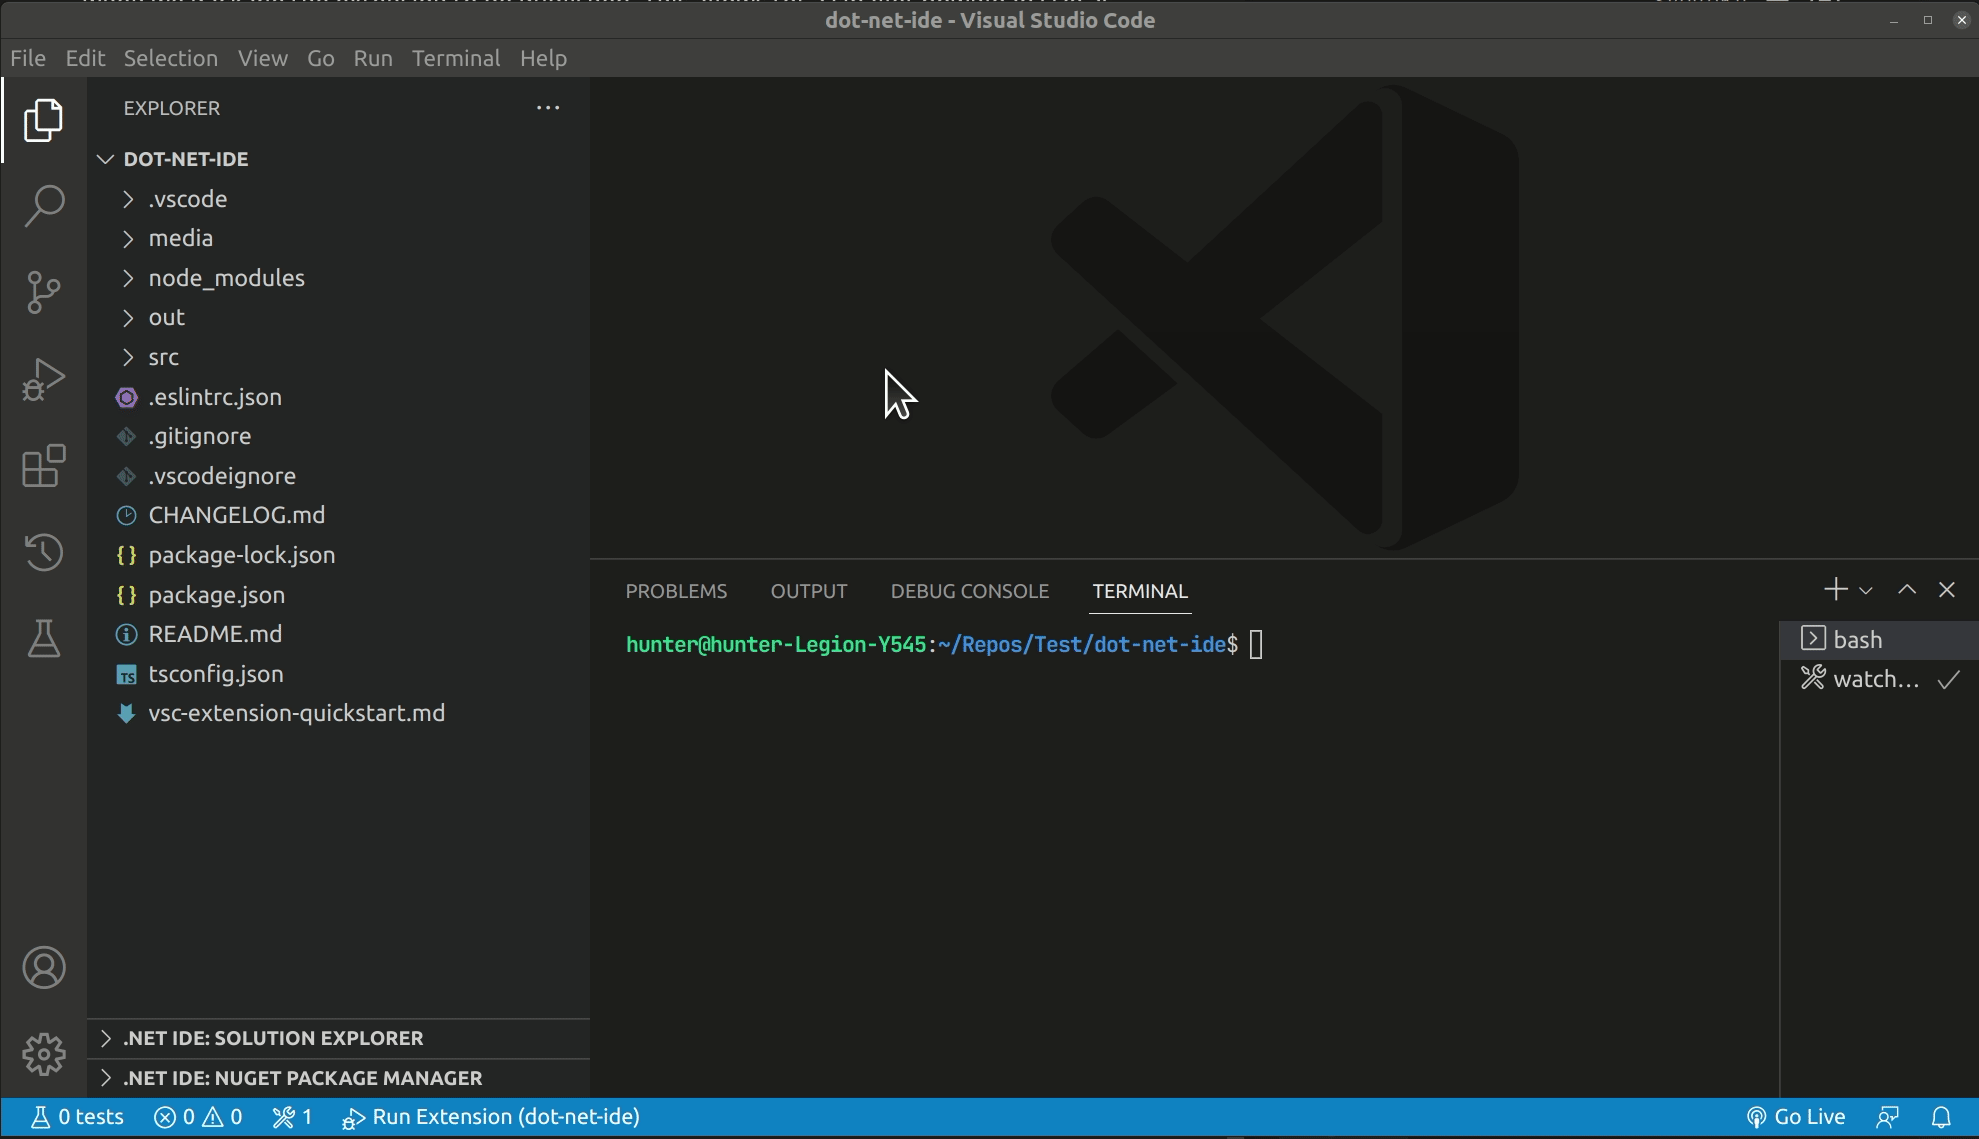 dot-net-ide - Visual Studio Code
File Edit Selection View Go Run Terminal Help
EXPLORER
DOT-NET-IDE
.vscode
media
node_modules
out
src
.eslintrc.json
.gitignore
.vscodeignore
CHANGELOG.md
{} package-lock.json
{} package.json
README.md
TS tsconfig.json
vsc-extension-quickstart.md
.NET IDE: SOLUTION EXPLORER
.NET IDE: NUGET PACKAGE MANAGER
PROBLEMS OUTPUT DEBUG CONSOLE TERMINAL
hunter@hunter-Legion-Y545:~/Repos/Test/dot-net-ide$
bash
watch...
0 tests 0 0 1 Run Extension (dot-net-ide) Go Live